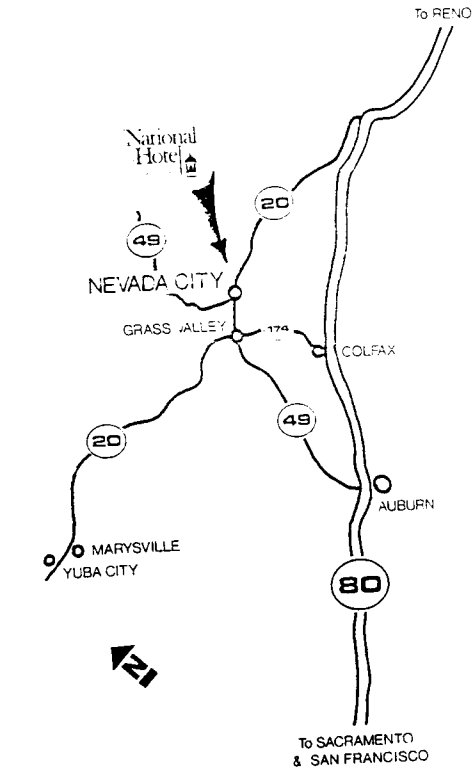 To RENO
National
Hotel
20
49
NEVADA CITY
GRASS VALLEY
174
COLFAX
49
20
AUBURN
MARYSVILLE
YUBA CITY
80
N
To SACRAMENTO
& SAN FRANCISCO